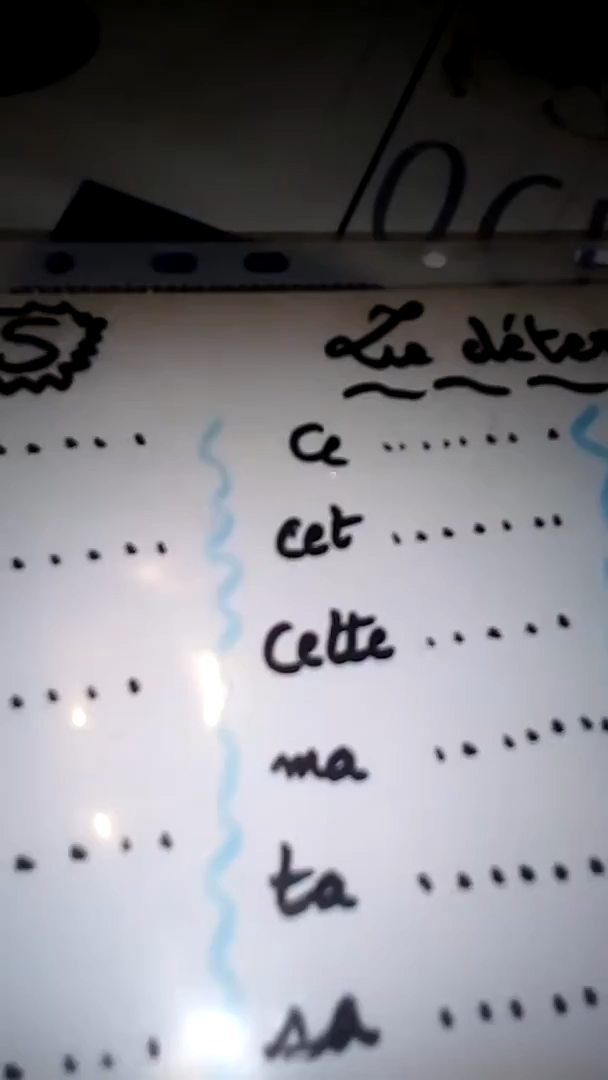 S
Les déter
ce ........
cet .......
cette .....
ma .......
ta ......
sa .....